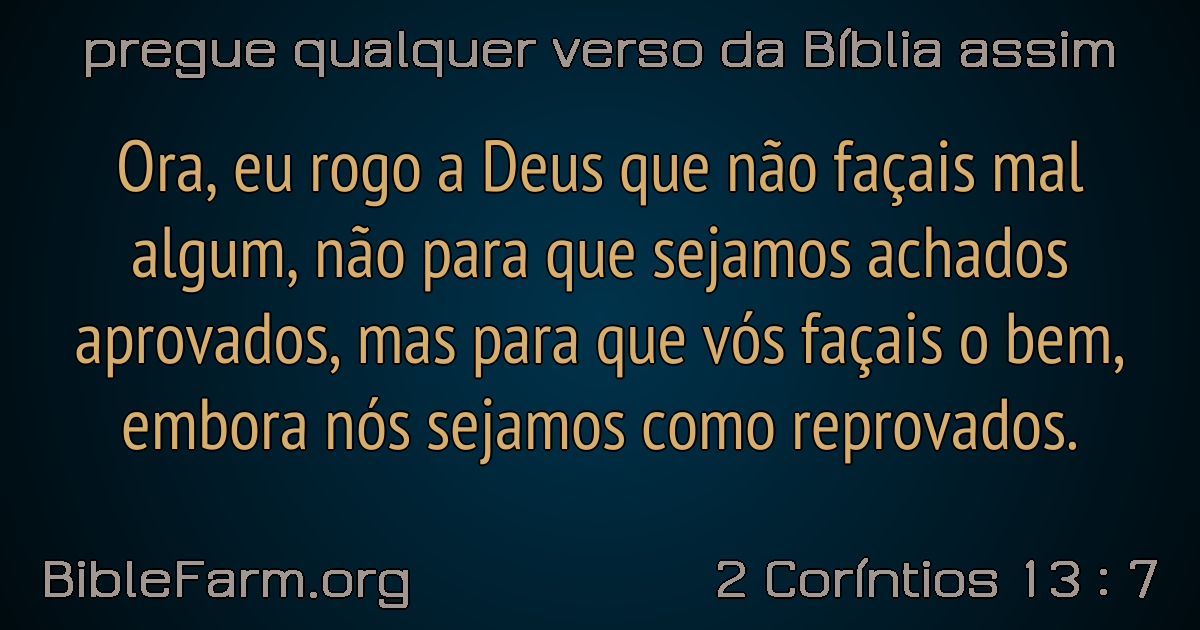 pregue qualquer verso da Bíblia assim
Ora, eu rogo a Deus que não façais mal
algum, não para que sejamos achados
aprovados, mas para que vós façais o bem,
embora nós sejamos como reprovados.
BibleFarm.org
2 Coríntios 13 : 7